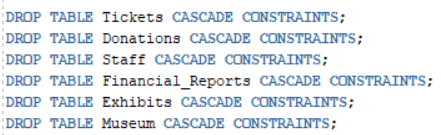 DROP TABLE Tickets CASCADE CONSTRAINTS;
DROP TABLE Donations CASCADE CONSTRAINTS;
DROP TABLE Staff CASCADE CONSTRAINTS;
DROP TABLE Financial_Reports CASCADE CONSTRAINTS;
DROP TABLE Exhibits CASCADE CONSTRAINTS;
DROP TABLE Museum CASCADE CONSTRAINTS;